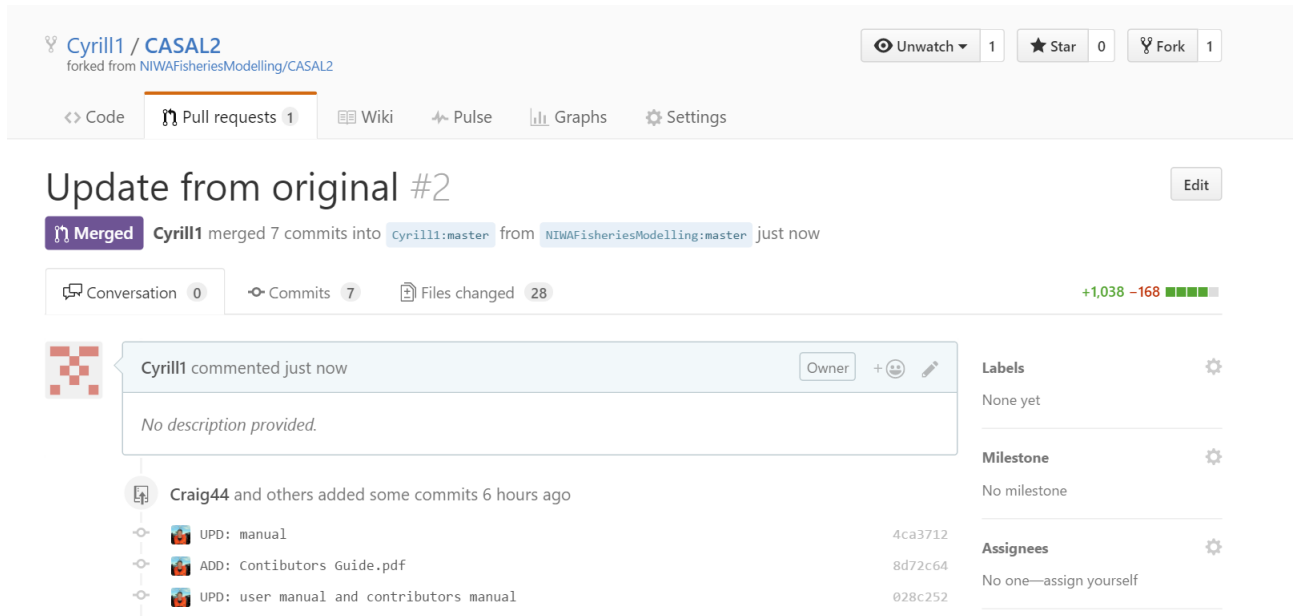 Cyrill1 / CASAL2
forked from NIWAFisheriesModelling/CASAL2
Unwatch 1 Star 0 Fork 1
Code Pull requests 1 Wiki Pulse Graphs Settings
Update from original #2
Edit
Merged Cyrill1 merged 7 commits into Cyrill1:master from NIWAFisheriesModelling:master just now
Conversation 0 Commits 7 Files changed 28 +1,038 −168
Cyrill1 commented just now Owner +
No description provided.
Craig44 and others added some commits 6 hours ago
UPD: manual 4ca3712
ADD: Contibutors Guide.pdf 8d72c64
UPD: user manual and contributors manual 028c252
Labels
None yet
Milestone
No milestone
Assignees
No one—assign yourself